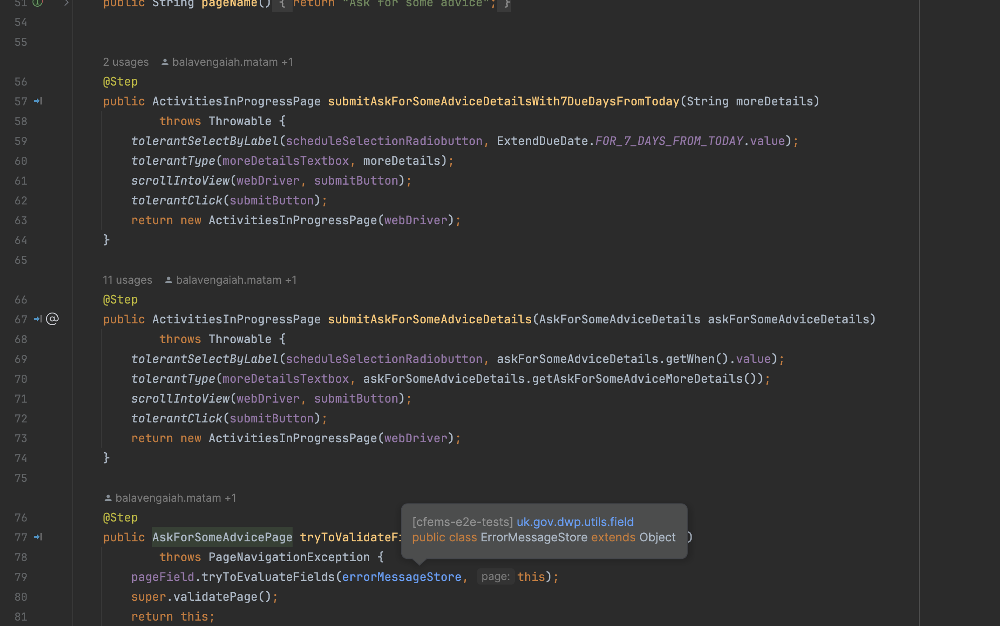 51 public String pageName() { return "Ask for some advice"; }
54
55
2 usages balavengaiah.matam +1
56 @Step
57 public ActivitiesInProgressPage submitAskForSomeAdviceDetailsWith7DueDaysFromToday(String moreDetails)
58 throws Throwable {
59 tolerantSelectByLabel(scheduleSelectionRadiobutton, ExtendDueDate.FOR_7_DAYS_FROM_TODAY.value);
60 tolerantType(moreDetailsTextbox, moreDetails);
61 scrollIntoView(webDriver, submitButton);
62 tolerantClick(submitButton);
63 return new ActivitiesInProgressPage(webDriver);
64 }
65
11 usages balavengaiah.matam +1
66 @Step
67 @ public ActivitiesInProgressPage submitAskForSomeAdviceDetails(AskForSomeAdviceDetails askForSomeAdviceDetails)
68 throws Throwable {
69 tolerantSelectByLabel(scheduleSelectionRadiobutton, askForSomeAdviceDetails.getWhen().value);
70 tolerantType(moreDetailsTextbox, askForSomeAdviceDetails.getAskForSomeAdviceMoreDetails());
71 scrollIntoView(webDriver, submitButton);
72 tolerantClick(submitButton);
73 return new ActivitiesInProgressPage(webDriver);
74 }
75
balavengaiah.matam +1
76 @Step
[cfems-e2e-tests] uk.gov.dwp.utils.field
public class ErrorMessageStore extends Object
77 public AskForSomeAdvicePage tryToValidateFi )
78 throws PageNavigationException {
79 pageField.tryToEvaluateFields(errorMessageStore, page: this);
80 super.validatePage();
81 return this;